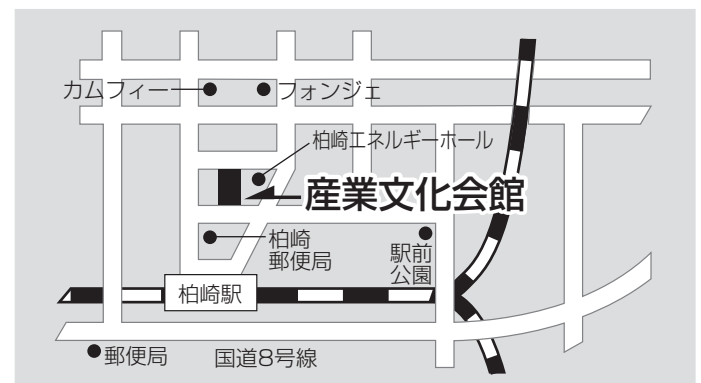 カムフィー
フォンジェ
柏崎エネルギーホール
産業文化会館
柏崎
郵便局
駅前
公園
柏崎駅
郵便局
国道8号線